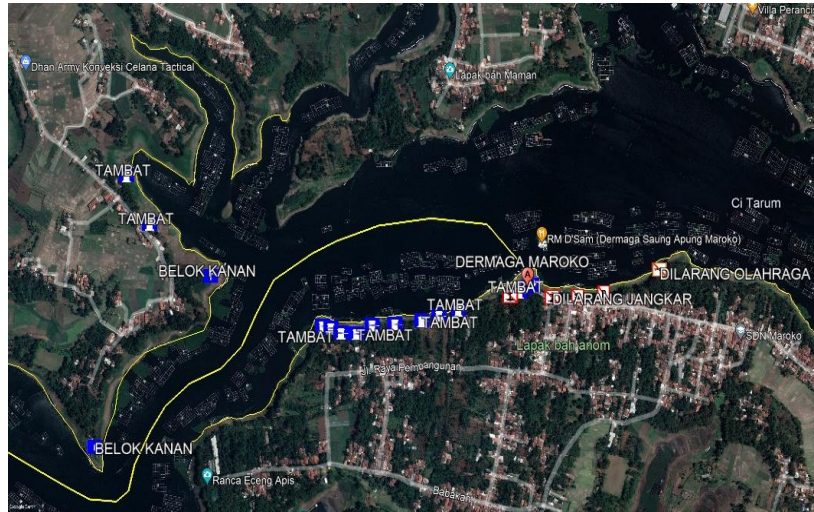 Villa Perancis
Dhan Army Konveksi Celana Tactical
Lapak bah Maman
TAMBAT
Ci Tarum
TAMBAT
RM D'Sam (Dermaga Saung Apung Maroko)
DERMAGA MAROKO
A
BELOK KANAN
DILARANG OLAHRAGA
TAMBAT
DILARANG JANGKAR
TAMBAT
TAMBAT
TAMBAT
TAMBAT
SDN Maroko
Lapak bah anom
Jl. Raya Pembangunan
BELOK KANAN
Ranca Eceng Apis
Babakan